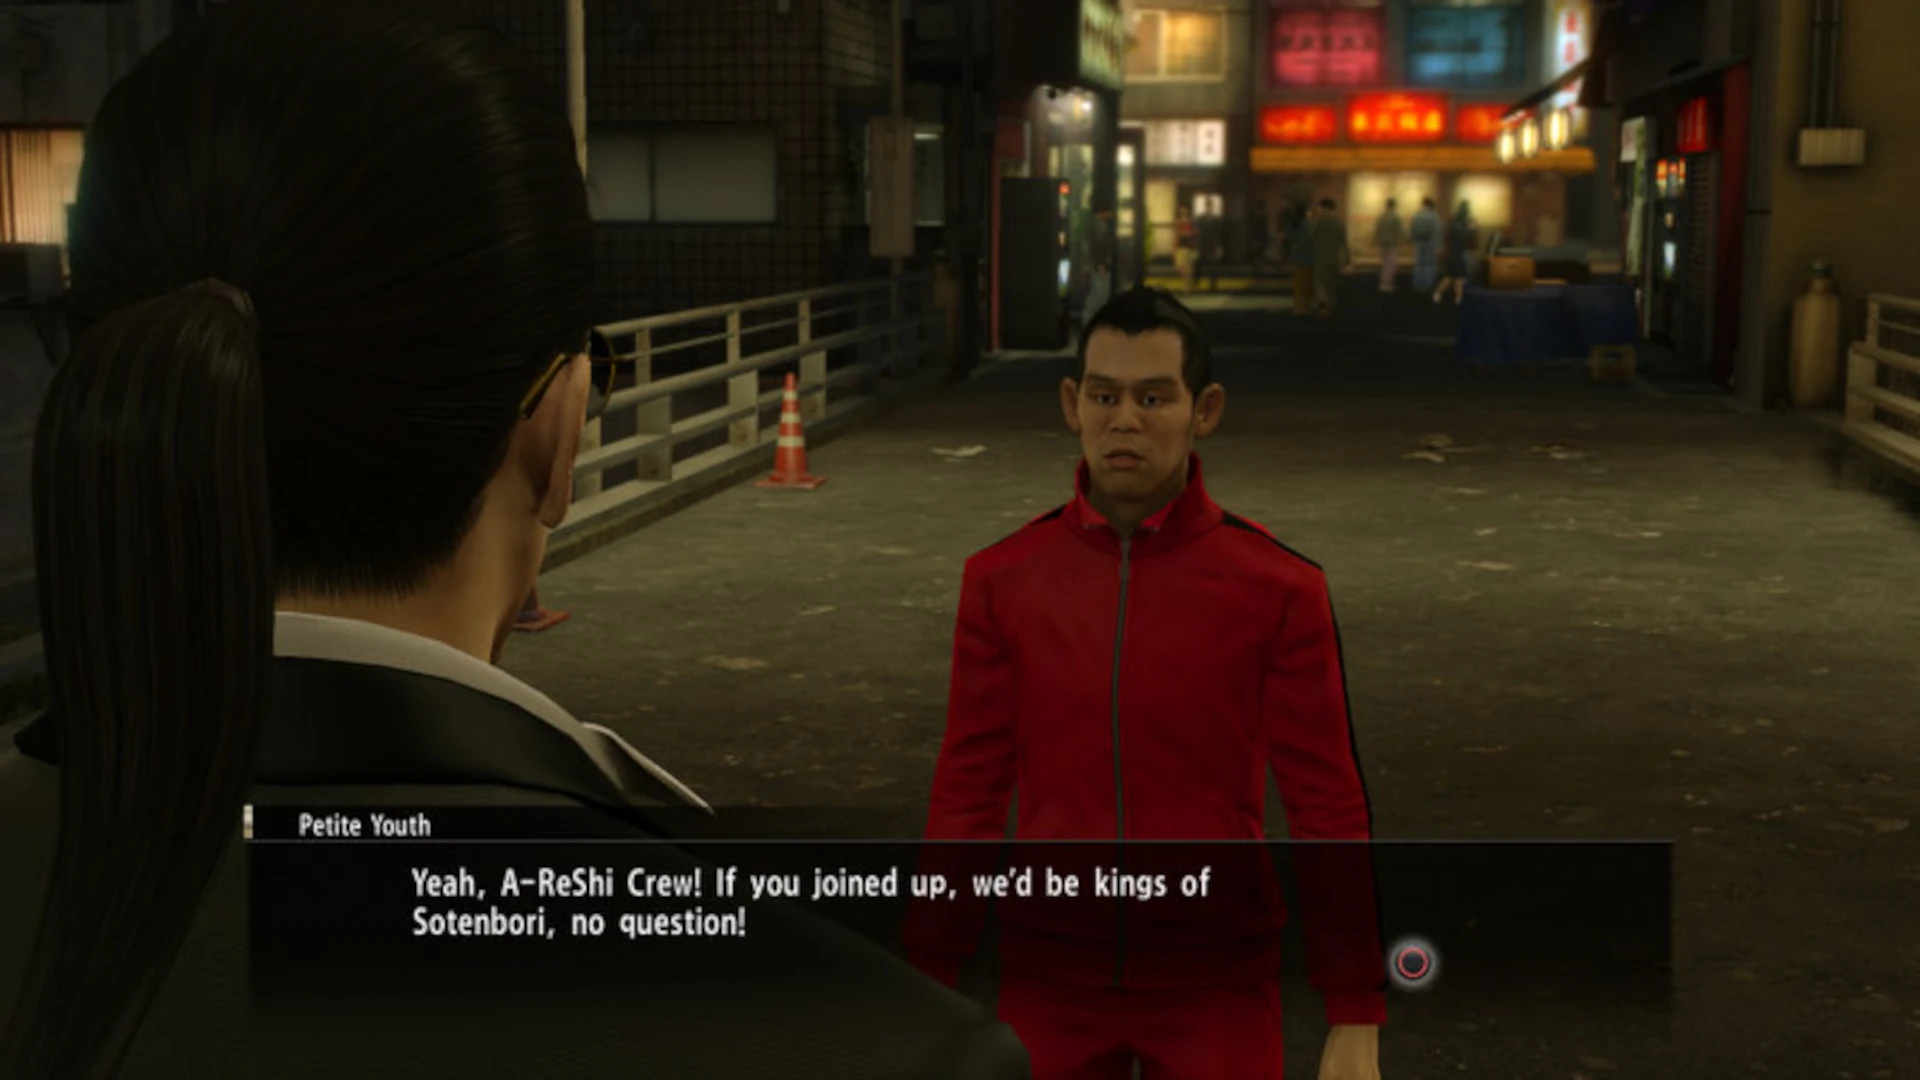 Petite Youth
Yeah, A-ReShi Crew! If you joined up, we'd be kings of
Sotenbori, no question!